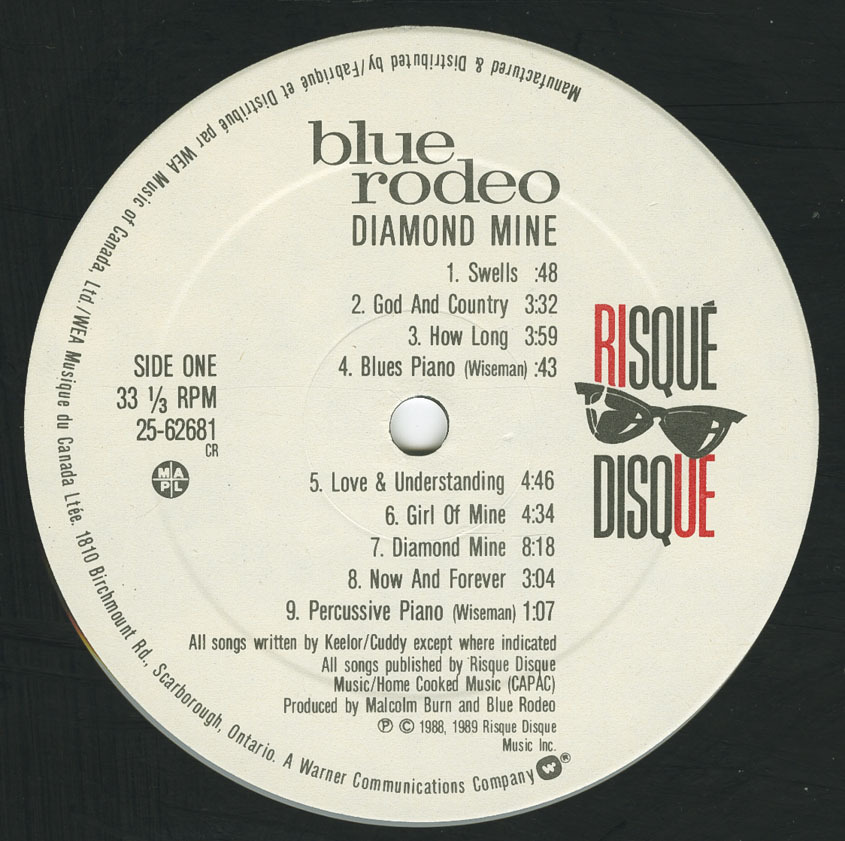 Manufactured & Distributed by/Fabriqué et Distribué par WEA Music of Canada, Ltd./WEA Musique du Canada Ltée. 1810 Birchmount Rd., Scarborough, Ontario. A Warner Communications Company ®
blue
rodeo
DIAMOND MINE
1. Swells :48
2. God And Country 3:32
3. How Long 3:59
4. Blues Piano (Wiseman) :43
SIDE ONE
33 ⅓ RPM
25-62681
CR
M A
P L
RISQUÉ
DISQUE
5. Love & Understanding 4:46
6. Girl Of Mine 4:34
7. Diamond Mine 8:18
8. Now And Forever 3:04
9. Percussive Piano (Wiseman) 1:07
All songs written by Keelor/Cuddy except where indicated
All songs published by Risque Disque
Music/Home Cooked Music (CAPAC)
Produced by Malcolm Burn and Blue Rodeo
℗ © 1988, 1989 Risque Disque
Music Inc.